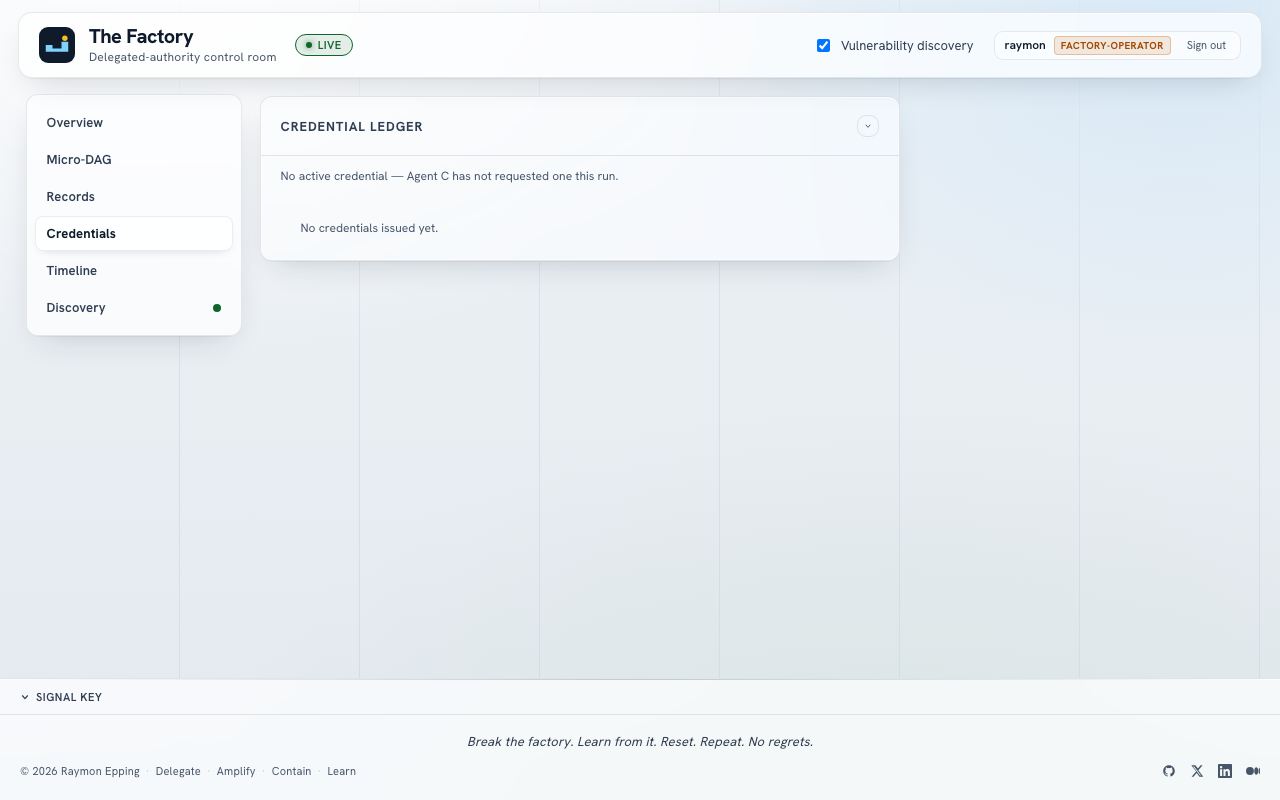 The Factory
Delegated-authority control room
LIVE
Vulnerability discovery
raymon
FACTORY-OPERATOR
Sign out
Overview
Micro-DAG
Records
Credentials
Timeline
Discovery
CREDENTIAL LEDGER
No active credential — Agent C has not requested one this run.
No credentials issued yet.
SIGNAL KEY
Break the factory. Learn from it. Reset. Repeat. No regrets.
© 2026 Raymon Epping · Delegate · Amplify · Contain · Learn